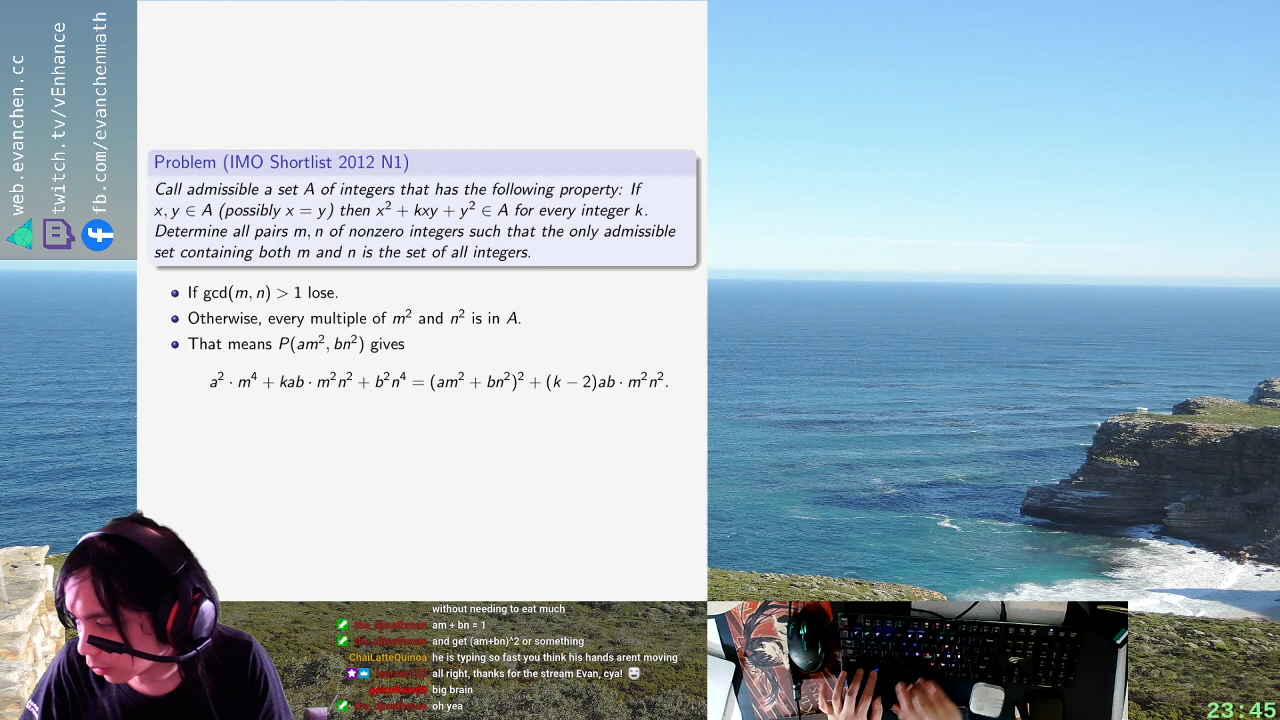 web.evanchen.cc
twitch.tv/vEnhance
fb.com/evanchenmath
Problem (IMO Shortlist 2012 N1)
Call admissible a set A of integers that has the following property: If
x, y ∈ A (possibly x = y) then x² + kxy + y² ∈ A for every integer k.
Determine all pairs m, n of nonzero integers such that the only admissible
set containing both m and n is the set of all integers.
If gcd(m, n) > 1 lose.
Otherwise, every multiple of m² and n² is in A.
That means P(am², bn²) gives
a² · m⁴ + kab · m²n² + b²n⁴ = (am² + bn²)² + (k − 2)ab · m²n².
without needing to eat much
am + bn = 1
and get (am+bn)^2 or something
ChaiLatteQuinoa he is typing so fast you think his hands arent moving
all right, thanks for the stream Evan, cya!
big brain
oh yea
23:45